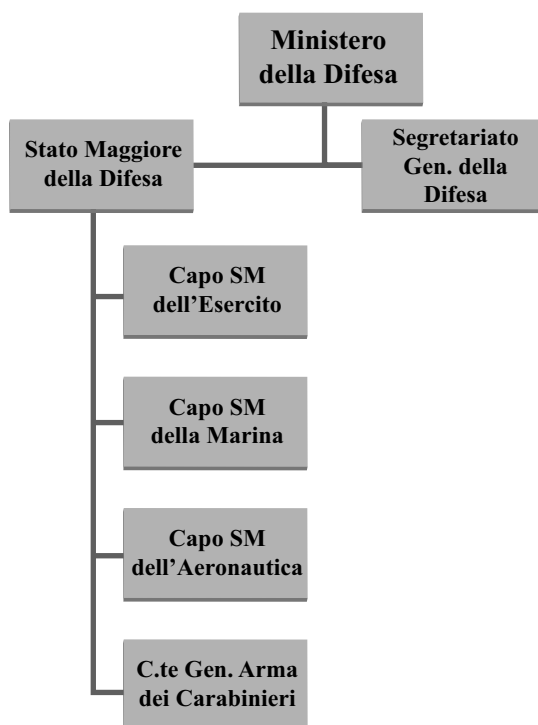 Ministero
della Difesa
Stato Maggiore
della Difesa
Segretariato
Gen. della
Difesa
Capo SM
dell’Esercito
Capo SM
della Marina
Capo SM
dell’Aeronautica
C.te Gen. Arma
dei Carabinieri